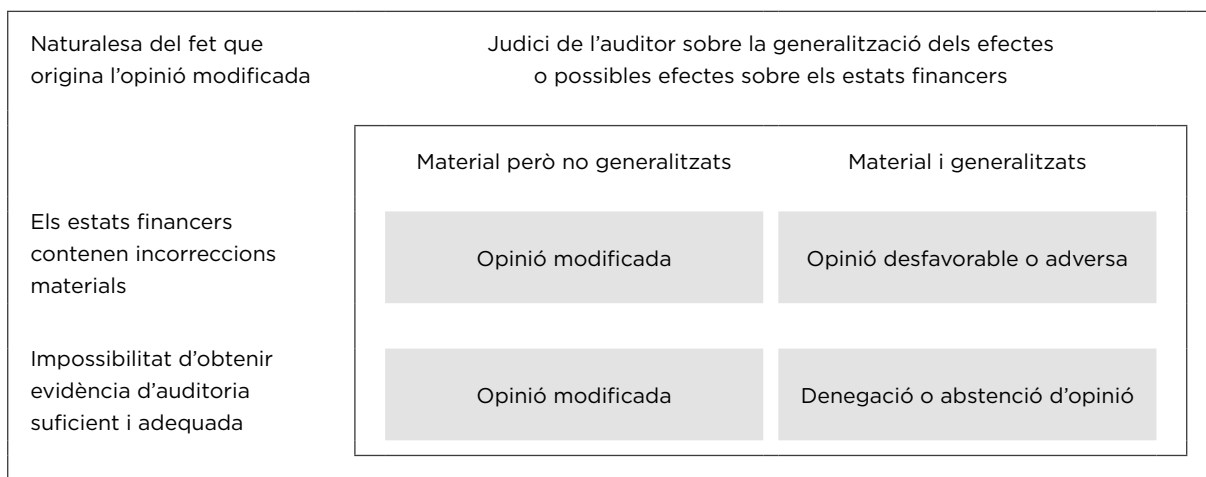 Naturalesa del fet que
origina l’opinió modificada
Judici de l’auditor sobre la generalització dels efectes
o possibles efectes sobre els estats financers
Material però no generalitzats
Material i generalitzats
Els estats financers
contenen incorreccions
materials
Opinió modificada
Opinió desfavorable o adversa
Impossibilitat d’obtenir
evidència d’auditoria
suficient i adequada
Opinió modificada
Denegació o abstenció d’opinió